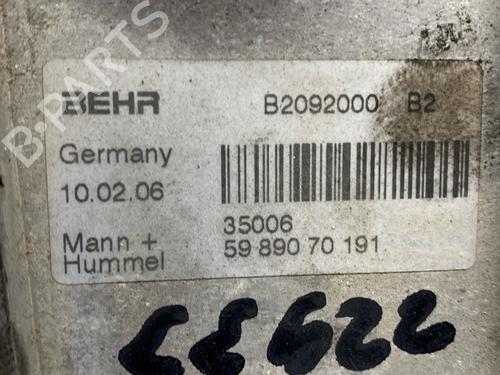 B-PARTS
BEHR B2092000 B2
Germany
10.02.06
35006
Mann + 59 890 70 191
Hummel